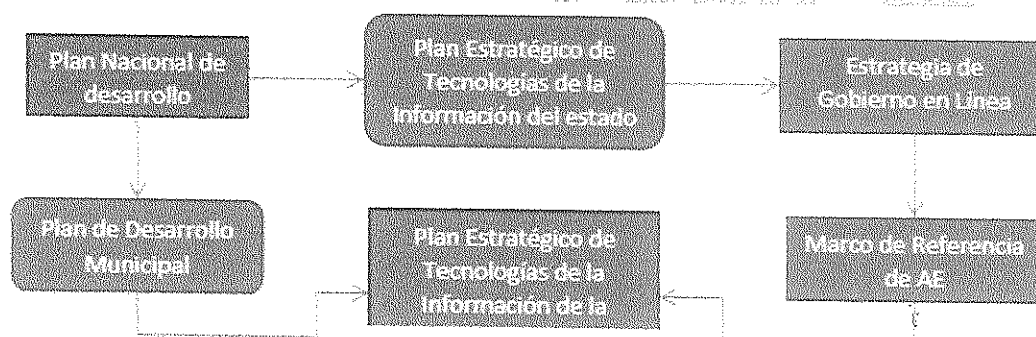 Plan Nacional de
desarrollo
Plan Estratégico de
Tecnologías de la
Información del estado
Estrategia de
Gobierno en Línea
Plan de Desarrollo
Municipal
Plan Estratégico de
Tecnologías de la
Información de la
Marco de Referencia
de AE